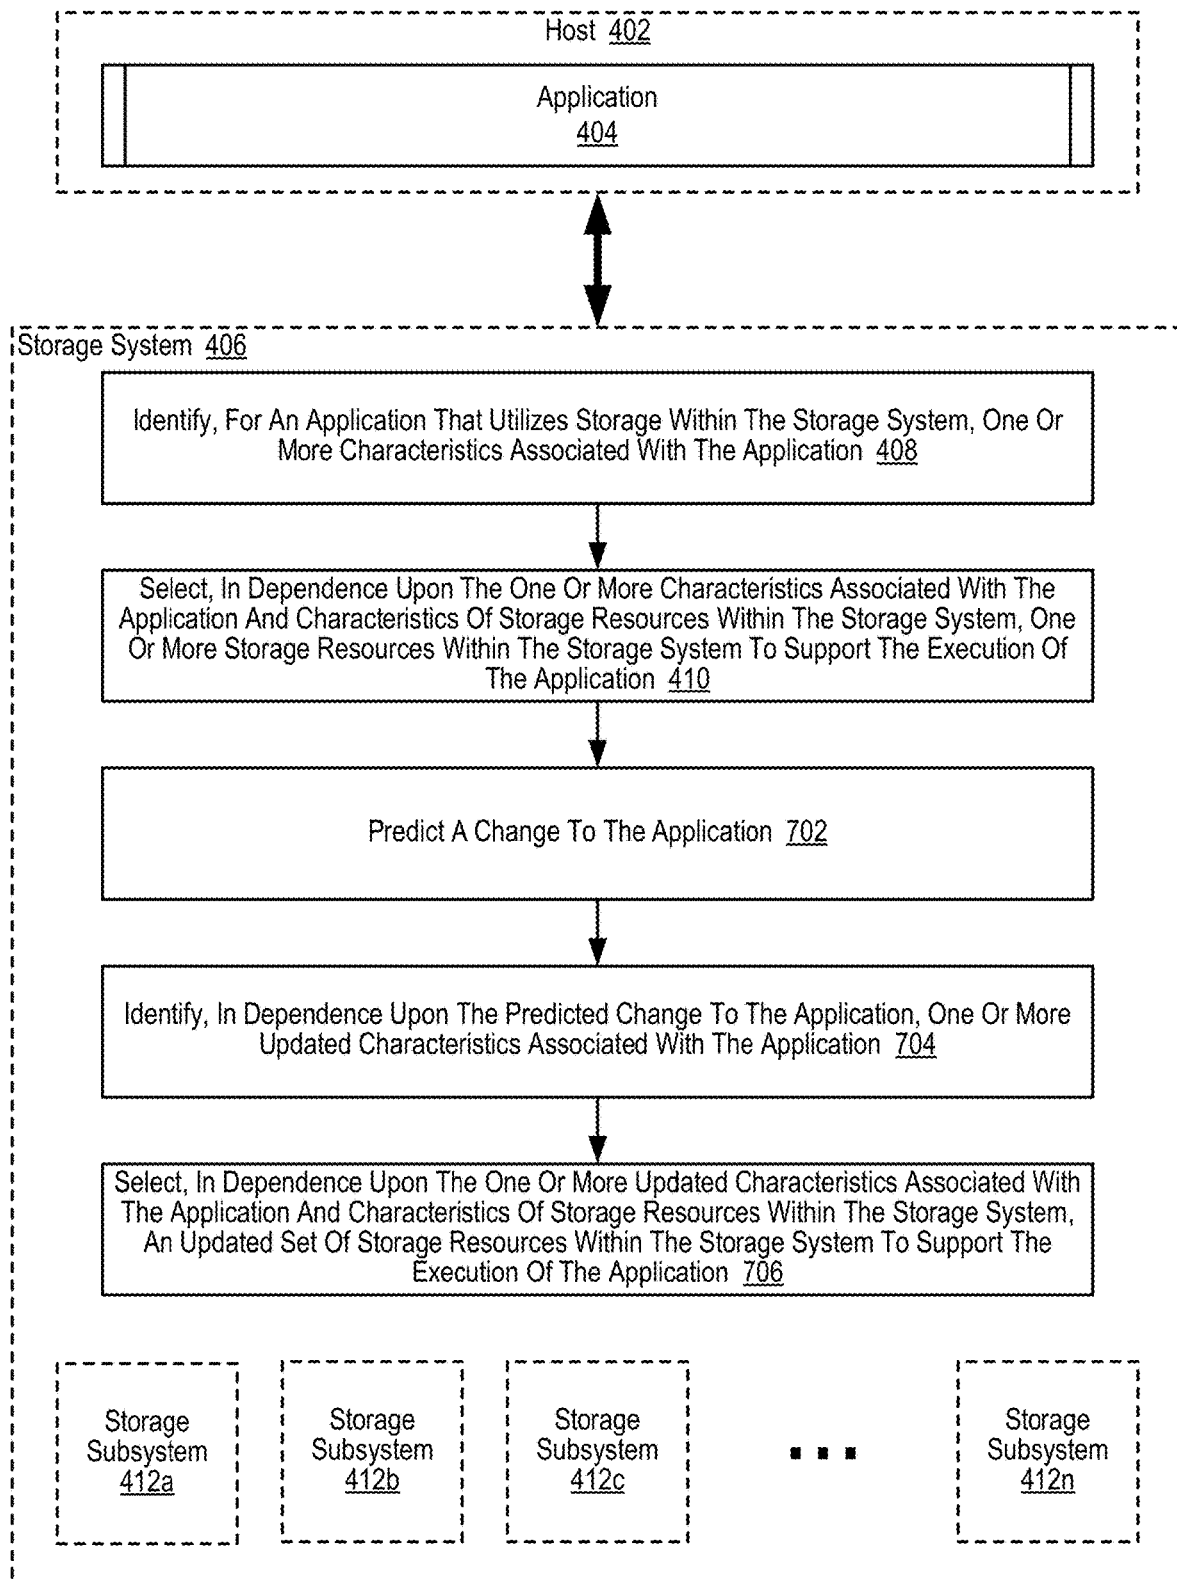 Host 402
Application
404
Storage System 406
Identify, For An Application That Utilizes Storage Within The Storage System, One Or
More Characteristics Associated With The Application 408
Select, In Dependence Upon The One Or More Characteristics Associated With The
Application And Characteristics Of Storage Resources Within The Storage System, One
Or More Storage Resources Within The Storage System To Support The Execution Of
The Application 410
Predict A Change To The Application 702
Identify, In Dependence Upon The Predicted Change To The Application, One Or More
Updated Characteristics Associated With The Application 704
Select, In Dependence Upon The One Or More Updated Characteristics Associated With
The Application And Characteristics Of Storage Resources Within The Storage System,
An Updated Set Of Storage Resources Within The Storage System To Support The
Execution Of The Application 706
Storage
Subsystem
412a
Storage
Subsystem
412b
Storage
Subsystem
412c
Storage
Subsystem
412n